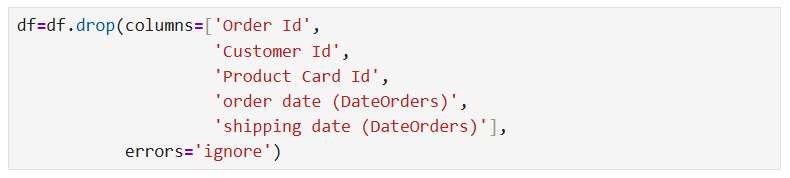 df=df.drop(columns=['Order Id',
                    'Customer Id',
                    'Product Card Id',
                    'order date (DateOrders)',
                    'shipping date (DateOrders)'],
           errors='ignore')